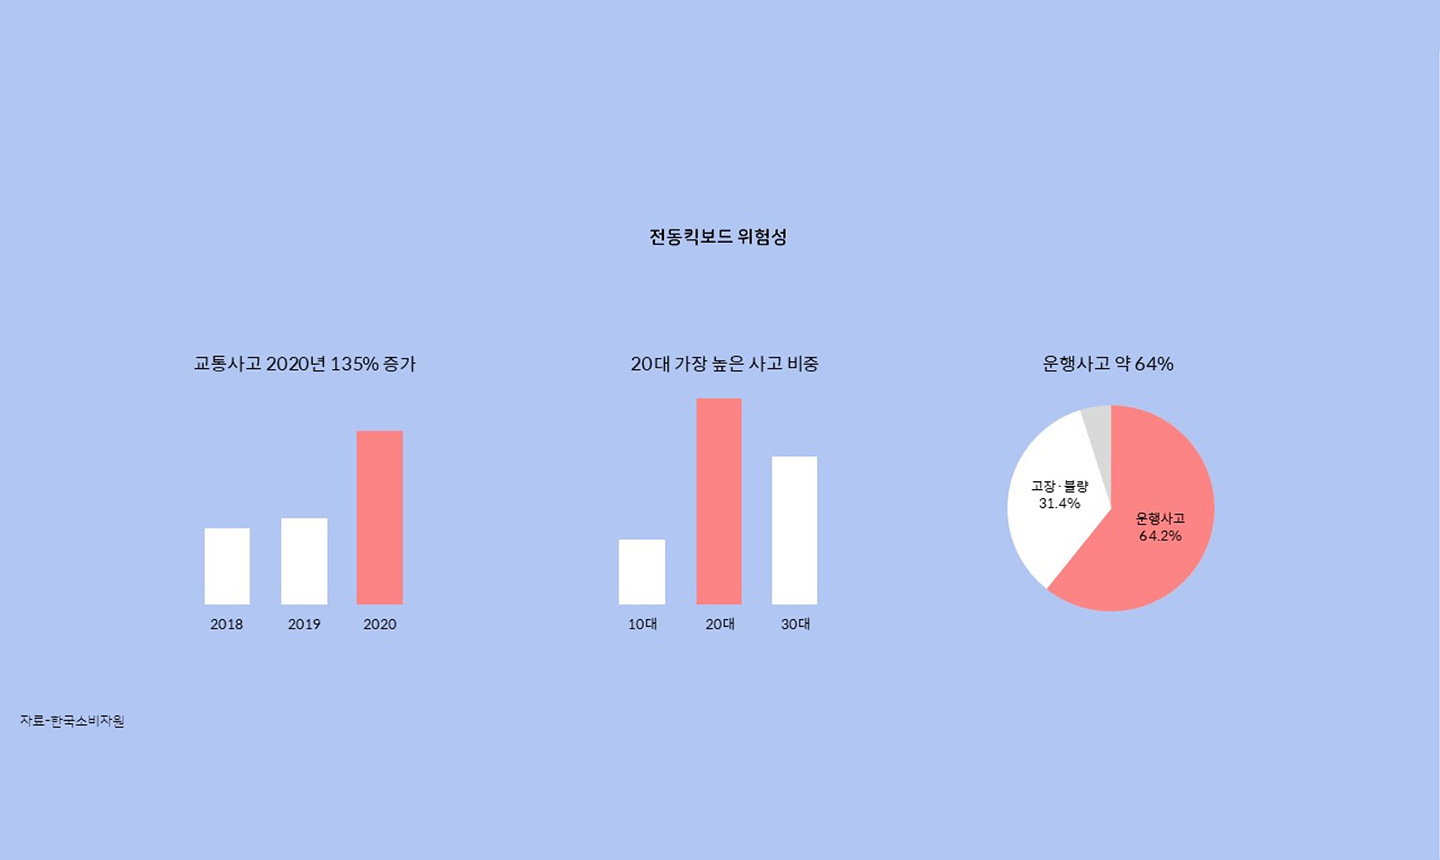 전동킥보드 위험성
교통사고 2020년 135% 증가
2018
2019
2020
20대 가장 높은 사고 비중
10대
20대
30대
운행사고 약 64%
고장·불량
31.4%
운행사고
64.2%
자료-한국소비자원